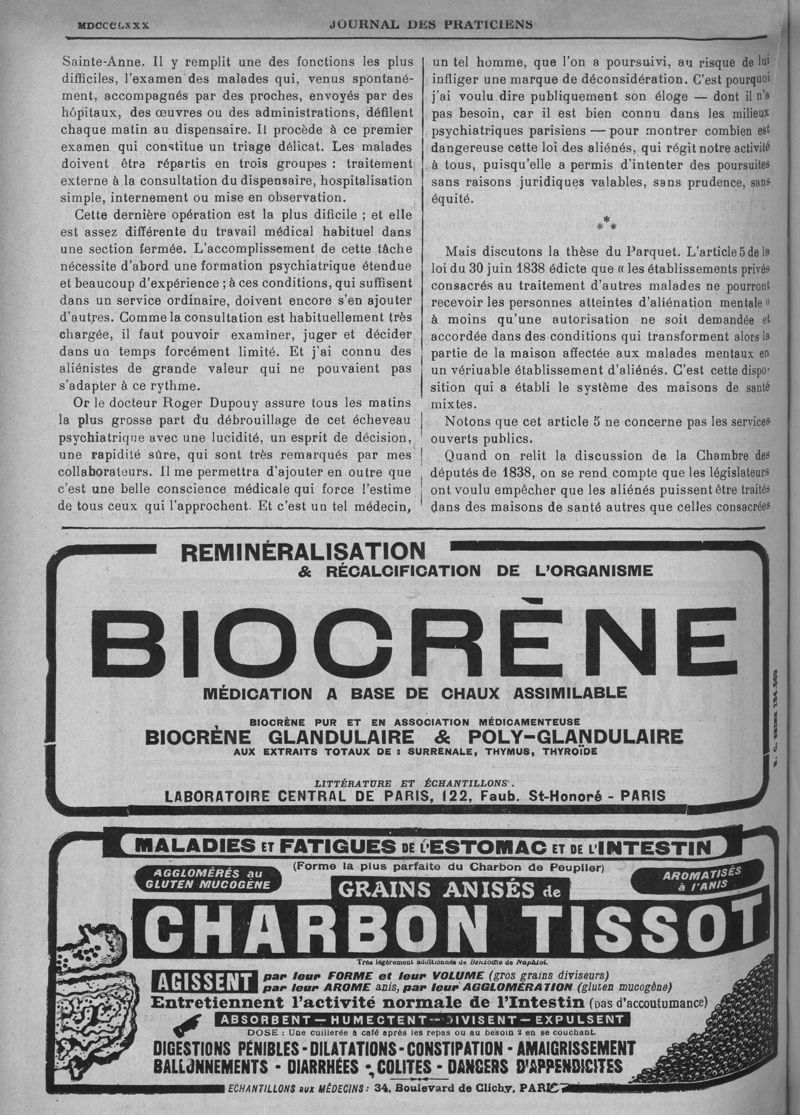 MDCCCLXXX
JOURNAL DES PRATICIENS
Sainte-Anne. Il y remplit une des fonctions les plus
difficiles, l'examen des malades qui, venus spontané-
ment, accompagnés par des proches, envoyés par des
hôpitaux, des œuvres ou des administrations, défilent
chaque matin au dispensaire. Il procède à ce premier
examen qui constitue un triage délicat. Les malades
doivent être répartis en trois groupes : traitement
externe à la consultation du dispensaire, hospitalisation
simple, internement ou mise en observation.
Cette dernière opération est la plus dificile ; et elle
est assez différente du travail médical habituel dans
une section fermée. L'accomplissement de cette tâche
nécessite d'abord une formation psychiatrique étendue
et beaucoup d'expérience ; à ces conditions, qui suffisent
dans un service ordinaire, doivent encore s'en ajouter
d'autres. Comme la consultation est habituellement très
chargée, il faut pouvoir examiner, juger et décider
dans un temps forcément limité. Et j'ai connu des
aliénistes de grande valeur qui ne pouvaient pas
s'adapter à ce rythme.
Or le docteur Roger Dupouy assure tous les matins
la plus grosse part du débrouillage de cet écheveau
psychiatrique avec une lucidité, un esprit de décision,
une rapidité sûre, qui sont très remarqués par mes
collaborateurs. Il me permettra d'ajouter en outre que
c'est une belle conscience médicale qui force l'estime
de tous ceux qui l'approchent. Et c'est un tel médecin,
un tel homme, que l'on a poursuivi, au risque de lui
infliger une marque de déconsidération. C'est pourquoi
j'ai voulu dire publiquement son éloge — dont il n'a
pas besoin, car il est bien connu dans les milieux
psychiatriques parisiens — pour montrer combien est
dangereuse cette loi des aliénés, qui régit notre activité
à tous, puisqu'elle a permis d'intenter des poursuites
sans raisons juridiques valables, sans prudence, sans
équité.
*
* *
Mais discutons la thèse du Parquet. L'article 5 de la
loi du 30 juin 1838 édicte que « les établissements privés
consacrés au traitement d'autres malades ne pourront
recevoir les personnes atteintes d'aliénation mentale »
à moins qu'une autorisation ne soit demandée et
accordée dans des conditions qui transforment alors la
partie de la maison affectée aux malades mentaux en
un vériuable établissement d'aliénés. C'est cette dispo-
sition qui a établi le système des maisons de santé
mixtes.
Notons que cet article 5 ne concerne pas les services
ouverts publics.
Quand on relit la discussion de la Chambre des
députés de 1838, on se rend compte que les législateurs
ont voulu empêcher que les aliénés puissent être traités
dans des maisons de santé autres que celles consacrées
REMINÉRALISATION
& RÉCALCIFICATION DE L'ORGANISME
BIOCRÈNE
MÉDICATION A BASE DE CHAUX ASSIMILABLE
BIOCRÈNE PUR ET EN ASSOCIATION MÉDICAMENTEUSE
BIOCRÈNE GLANDULAIRE & POLY-GLANDULAIRE
AUX EXTRAITS TOTAUX DE : SURRÉNALE, THYMUS, THYROÏDE
LITTÉRATURE ET ÉCHANTILLONS.
LABORATOIRE CENTRAL DE PARIS, 122, Faub. St-Honoré - PARIS
MALADIES ET FATIGUES DE L'ESTOMAC ET DE L'INTESTIN
(Forme la plus parfaite du Charbon de Peuplier)
AGGLOMÉRÉS au
GLUTEN MUCOGÈNE
AROMATISÉS
à l'ANIS
GRAINS ANISÉS de
CHARBON TISSOT
Très légèrement additionnés de Benzoate de Naphtol.
AGISSENT
par leur FORME et leur VOLUME (gros grains diviseurs)
par leur AROME anis, par leur AGGLOMÉRATION (gluten mucogène)
Entretiennent l'activité normale de l'Intestin (pas d'accoutumance)
ABSORBENT — HUMECTENT — DIVISENT — EXPULSENT
DOSE : Une cuillerée à café après les repas ou au besoin 2 en se couchant.
DIGESTIONS PÉNIBLES - DILATATIONS - CONSTIPATION - AMAIGRISSEMENT
BALLONNEMENTS - DIARRHÉES - COLITES - DANGERS D'APPENDICITES
ECHANTILLONS aux MÉDECINS : 34, Boulevard de Clichy, PARIS